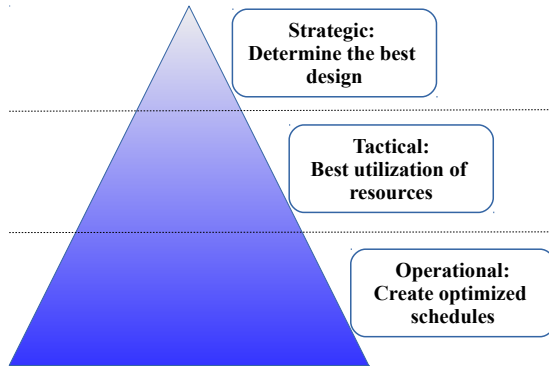 Strategic:
Determine the best
design
Tactical:
Best utilization of
resources
Operational:
Create optimized
schedules